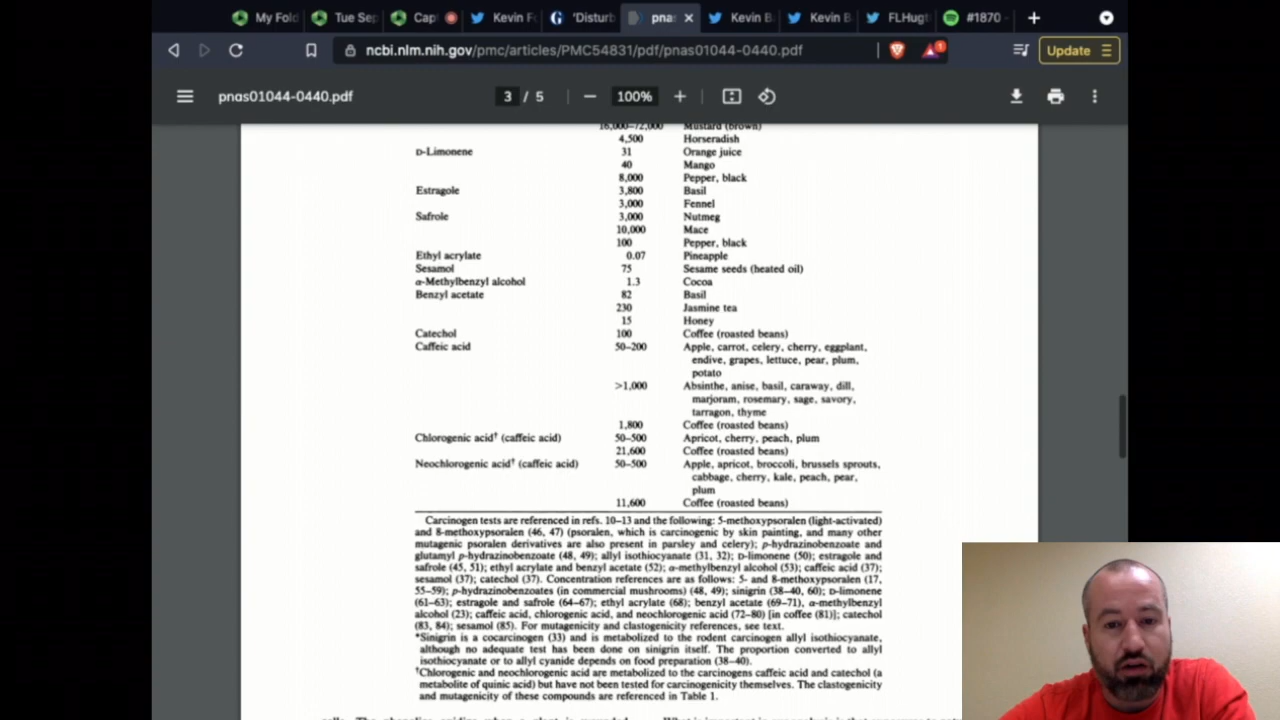 My Fold
Tue Sep
Cap
Kevin F
'Disturb
pnas
Kevin B
Kevin B
FLHugt
#1870
ncbi.nlm.nih.gov/pmc/articles/PMC54831/pdf/pnas01044-0440.pdf
1
Update
pnas01044-0440.pdf
3 / 5
100%
16,000–72,000 Mustard (brown)
4,500 Horseradish
D-Limonene 31 Orange juice
40 Mango
8,000 Pepper, black
Estragole 3,800 Basil
3,000 Fennel
Safrole 3,000 Nutmeg
10,000 Mace
100 Pepper, black
Ethyl acrylate 0.07 Pineapple
Sesamol 75 Sesame seeds (heated oil)
α-Methylbenzyl alcohol 1.3 Cocoa
Benzyl acetate 82 Basil
230 Jasmine tea
15 Honey
Catechol 100 Coffee (roasted beans)
Caffeic acid 50–200 Apple, carrot, celery, cherry, eggplant,
endive, grapes, lettuce, pear, plum,
potato
>1,000 Absinthe, anise, basil, caraway, dill,
marjoram, rosemary, sage, savory,
tarragon, thyme
1,800 Coffee (roasted beans)
Chlorogenic acid† (caffeic acid) 50–500 Apricot, cherry, peach, plum
21,600 Coffee (roasted beans)
Neochlorogenic acid† (caffeic acid) 50–500 Apple, apricot, broccoli, brussels sprouts,
cabbage, cherry, kale, peach, pear,
plum
11,600 Coffee (roasted beans)
Carcinogen tests are referenced in refs. 10–13 and the following: 5-methoxypsoralen (light-activated)
and 8-methoxypsoralen (46, 47) (psoralen, which is carcinogenic by skin painting, and many other
mutagenic psoralen derivatives are also present in parsley and celery); p-hydrazinobenzoate and
glutamyl p-hydrazinobenzoate (48, 49); allyl isothiocyanate (31, 32); D-limonene (50); estragole and
safrole (45, 51); ethyl acrylate and benzyl acetate (52); α-methylbenzyl alcohol (53); caffeic acid (37);
sesamol (37); catechol (37). Concentration references are as follows: 5- and 8-methoxypsoralen (17,
55–59); p-hydrazinobenzoates (in commercial mushrooms) (48, 49); sinigrin (38–40, 60); D-limonene
(61–63); estragole and safrole (64–67); ethyl acrylate (68); benzyl acetate (69–71), α-methylbenzyl
alcohol (23); caffeic acid, chlorogenic acid, and neochlorogenic acid (72–80) [in coffee (81)]; catechol
(83, 84); sesamol (85). For mutagenicity and clastogenicity references, see text.
*Sinigrin is a cocarcinogen (33) and is metabolized to the rodent carcinogen allyl isothiocyanate,
although no adequate test has been done on sinigrin itself. The proportion converted to allyl
isothiocyanate or to allyl cyanide depends on food preparation (38–40).
†Chlorogenic and neochlorogenic acid are metabolized to the carcinogens caffeic acid and catechol (a
metabolite of quinic acid) but have not been tested for carcinogenicity themselves. The clastogenicity
and mutagenicity of these compounds are referenced in Table 1.